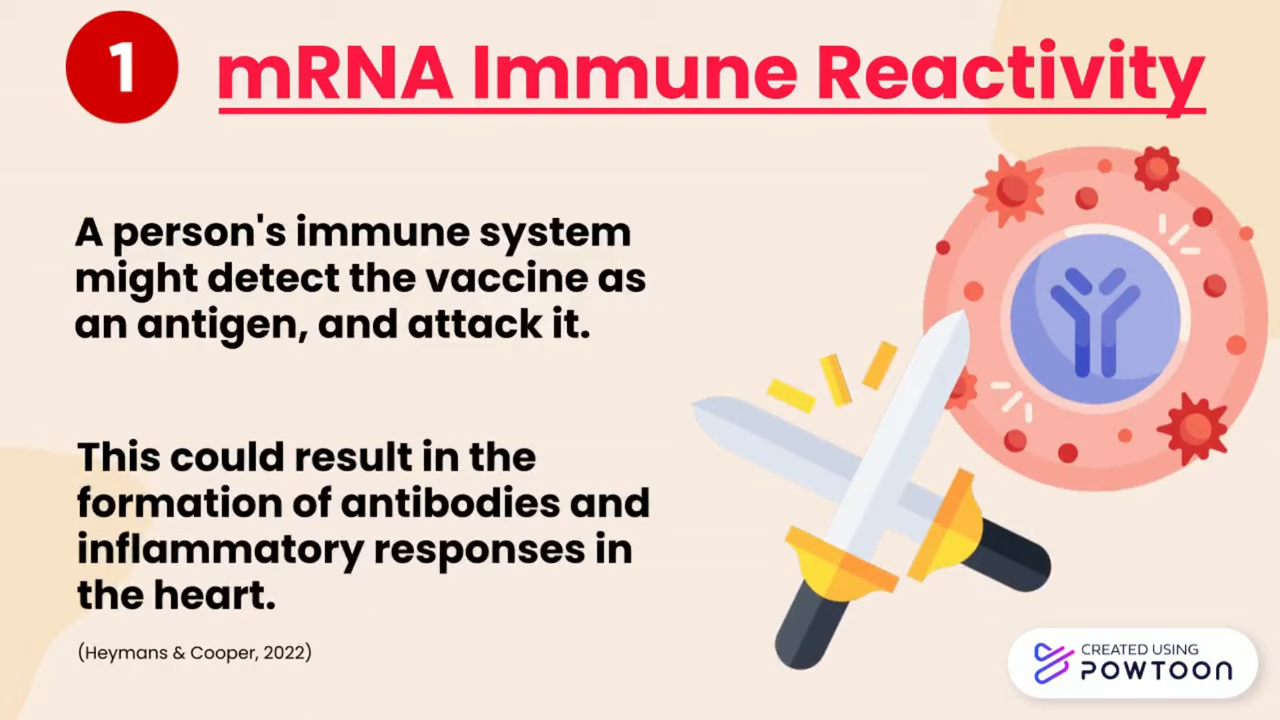 1
mRNA Immune Reactivity
A person's immune system
might detect the vaccine as
an antigen, and attack it.
This could result in the
formation of antibodies and
inflammatory responses in
the heart.
(Heymans & Cooper, 2022)
CREATED USING
POWTOON